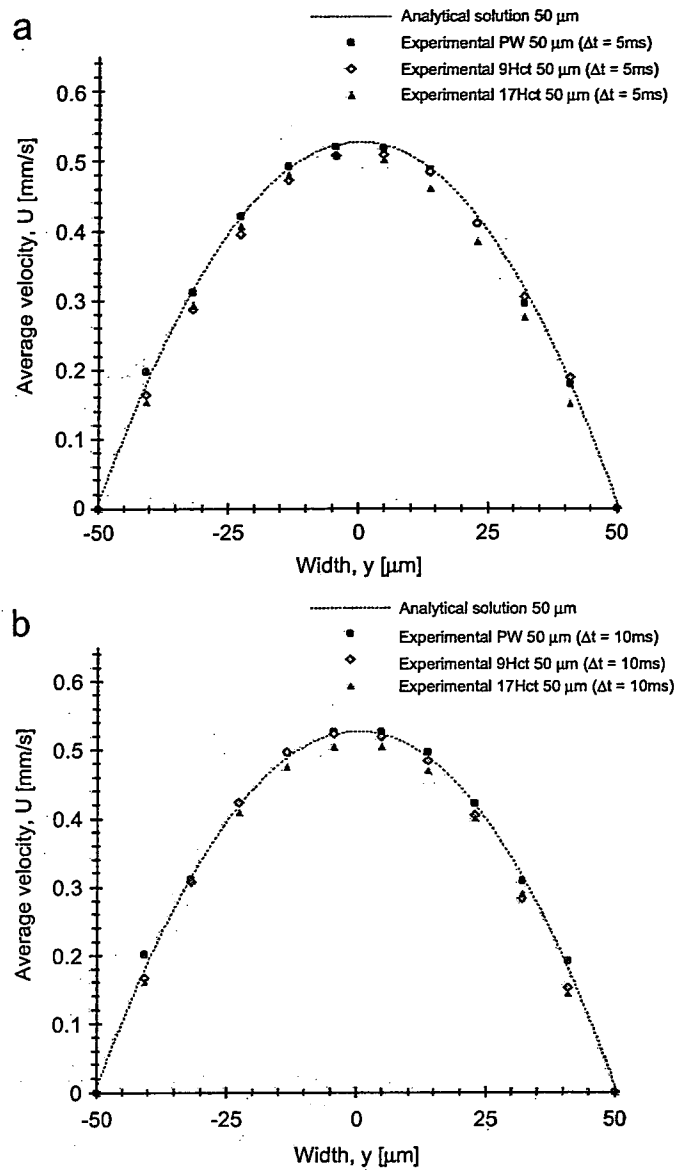 a
Analytical solution 50 μm
Experimental PW 50 μm (Δt = 5ms)
Experimental 9Hct 50 μm (Δt = 5ms)
Experimental 17Hct 50 μm (Δt = 5ms)
Average velocity, U [mm/s]
0.6
0.5
0.4
0.3
0.2
0.1
0
-50
-25
0
25
50
Width, y [μm]
b
Analytical solution 50 μm
Experimental PW 50 μm (Δt = 10ms)
Experimental 9Hct 50 μm (Δt = 10ms)
Experimental 17Hct 50 μm (Δt = 10ms)
Average velocity, U [mm/s]
0.6
0.5
0.4
0.3
0.2
0.1
0
-50
-25
0
25
50
Width, y [μm]